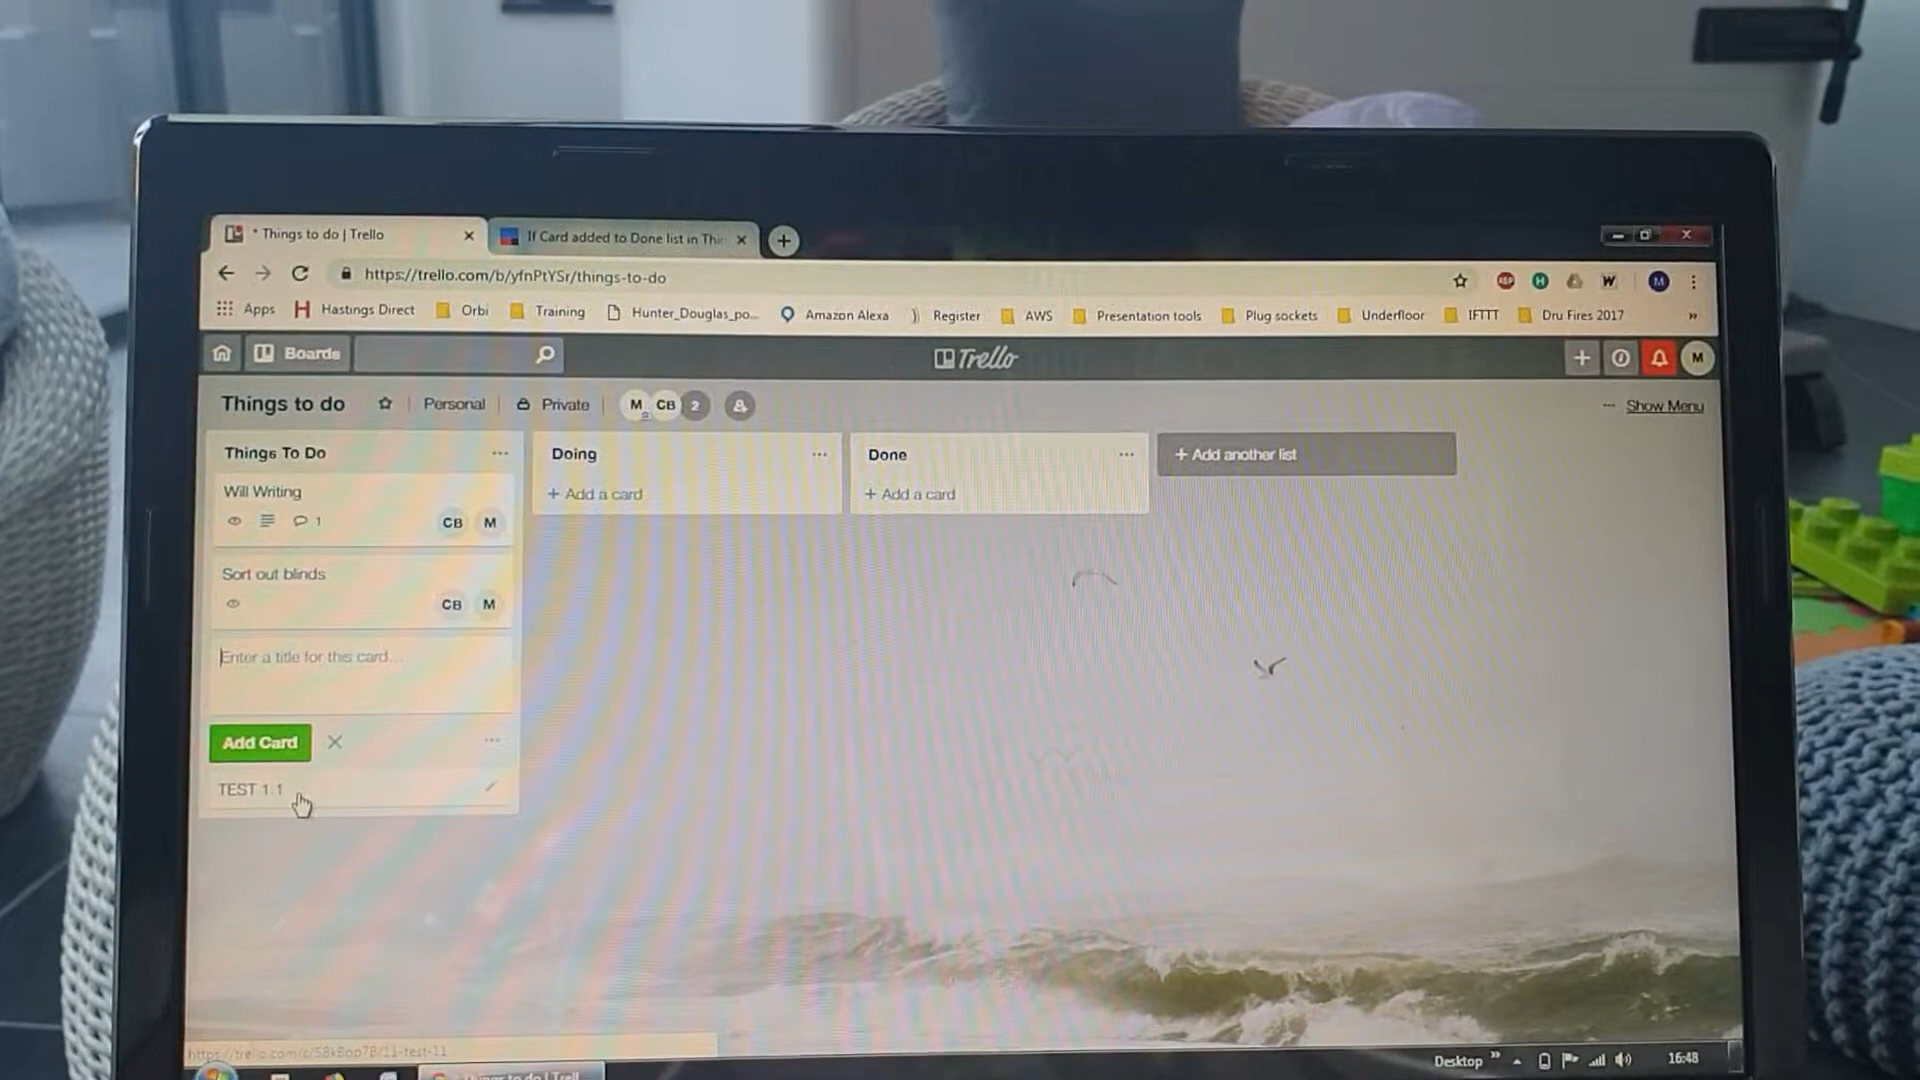 * Things to do | Trello
If Card added to Done list in Thin
https://trello.com/b/yfnPtYSr/things-to-do
ABP
H
W
M
Apps
H Hastings Direct
Orbi
Training
Hunter_Douglas_po...
Amazon Alexa
Register
AWS
Presentation tools
Plug sockets
Underfloor
IFTTT
Dru Fires 2017
»
Boards
Trello
M
Things to do
Personal
Private
M CB 2
Show Menu
Things To Do
Doing
Done
+ Add another list
+ Add a card
+ Add a card
Will Writing
1
CB M
Sort out blinds
CB M
Enter a title for this card...
Add Card
TEST 1 1
Desktop »
16:48